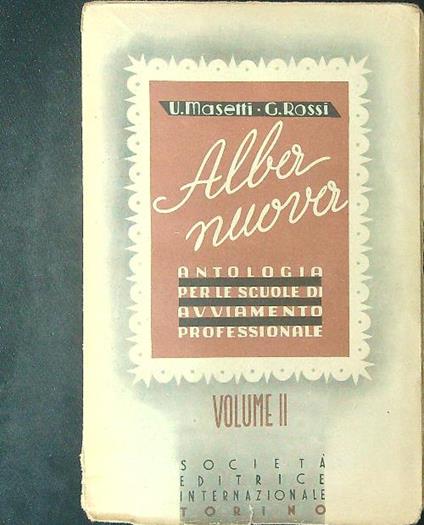 U. Masetti · G. Rossi
Alba
nuova
ANTOLOGIA
PER LE SCUOLE DI
AVVIAMENTO
PROFESSIONALE
VOLUME II
SOCIETÀ
EDITRICE
INTERNAZIONALE
TORINO